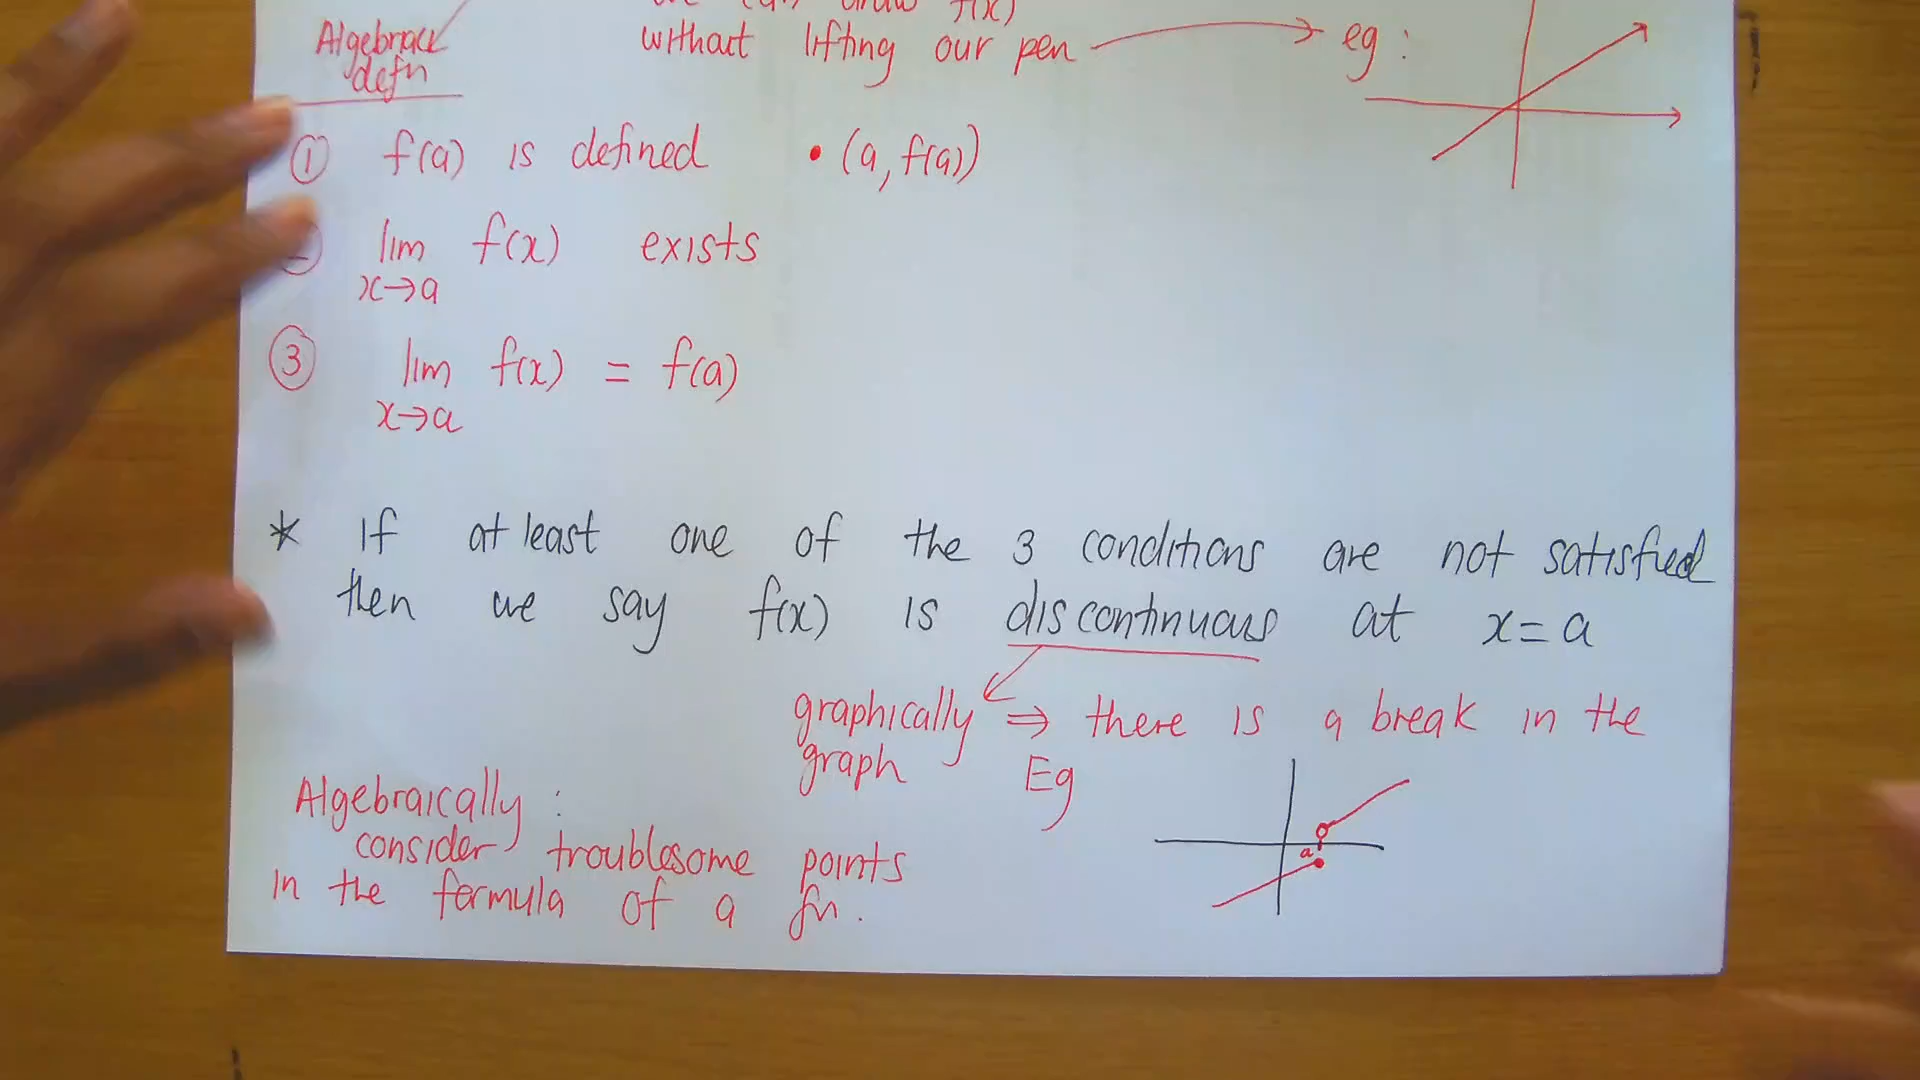 draw f(x)
Algebraic without lifting our pen → eg :
defn
① f(a) is defined • (a, f(a))
② lim f(x) exists
x→a
③ lim f(x) = f(a)
x→a
* If at least one of the 3 conditions are not satisfied
then we say f(x) is discontinuous at x = a
graphically ⇒ there is a break in the
graph Eg
Algebraically :
consider troublesome points
in the formula of a fn.
a